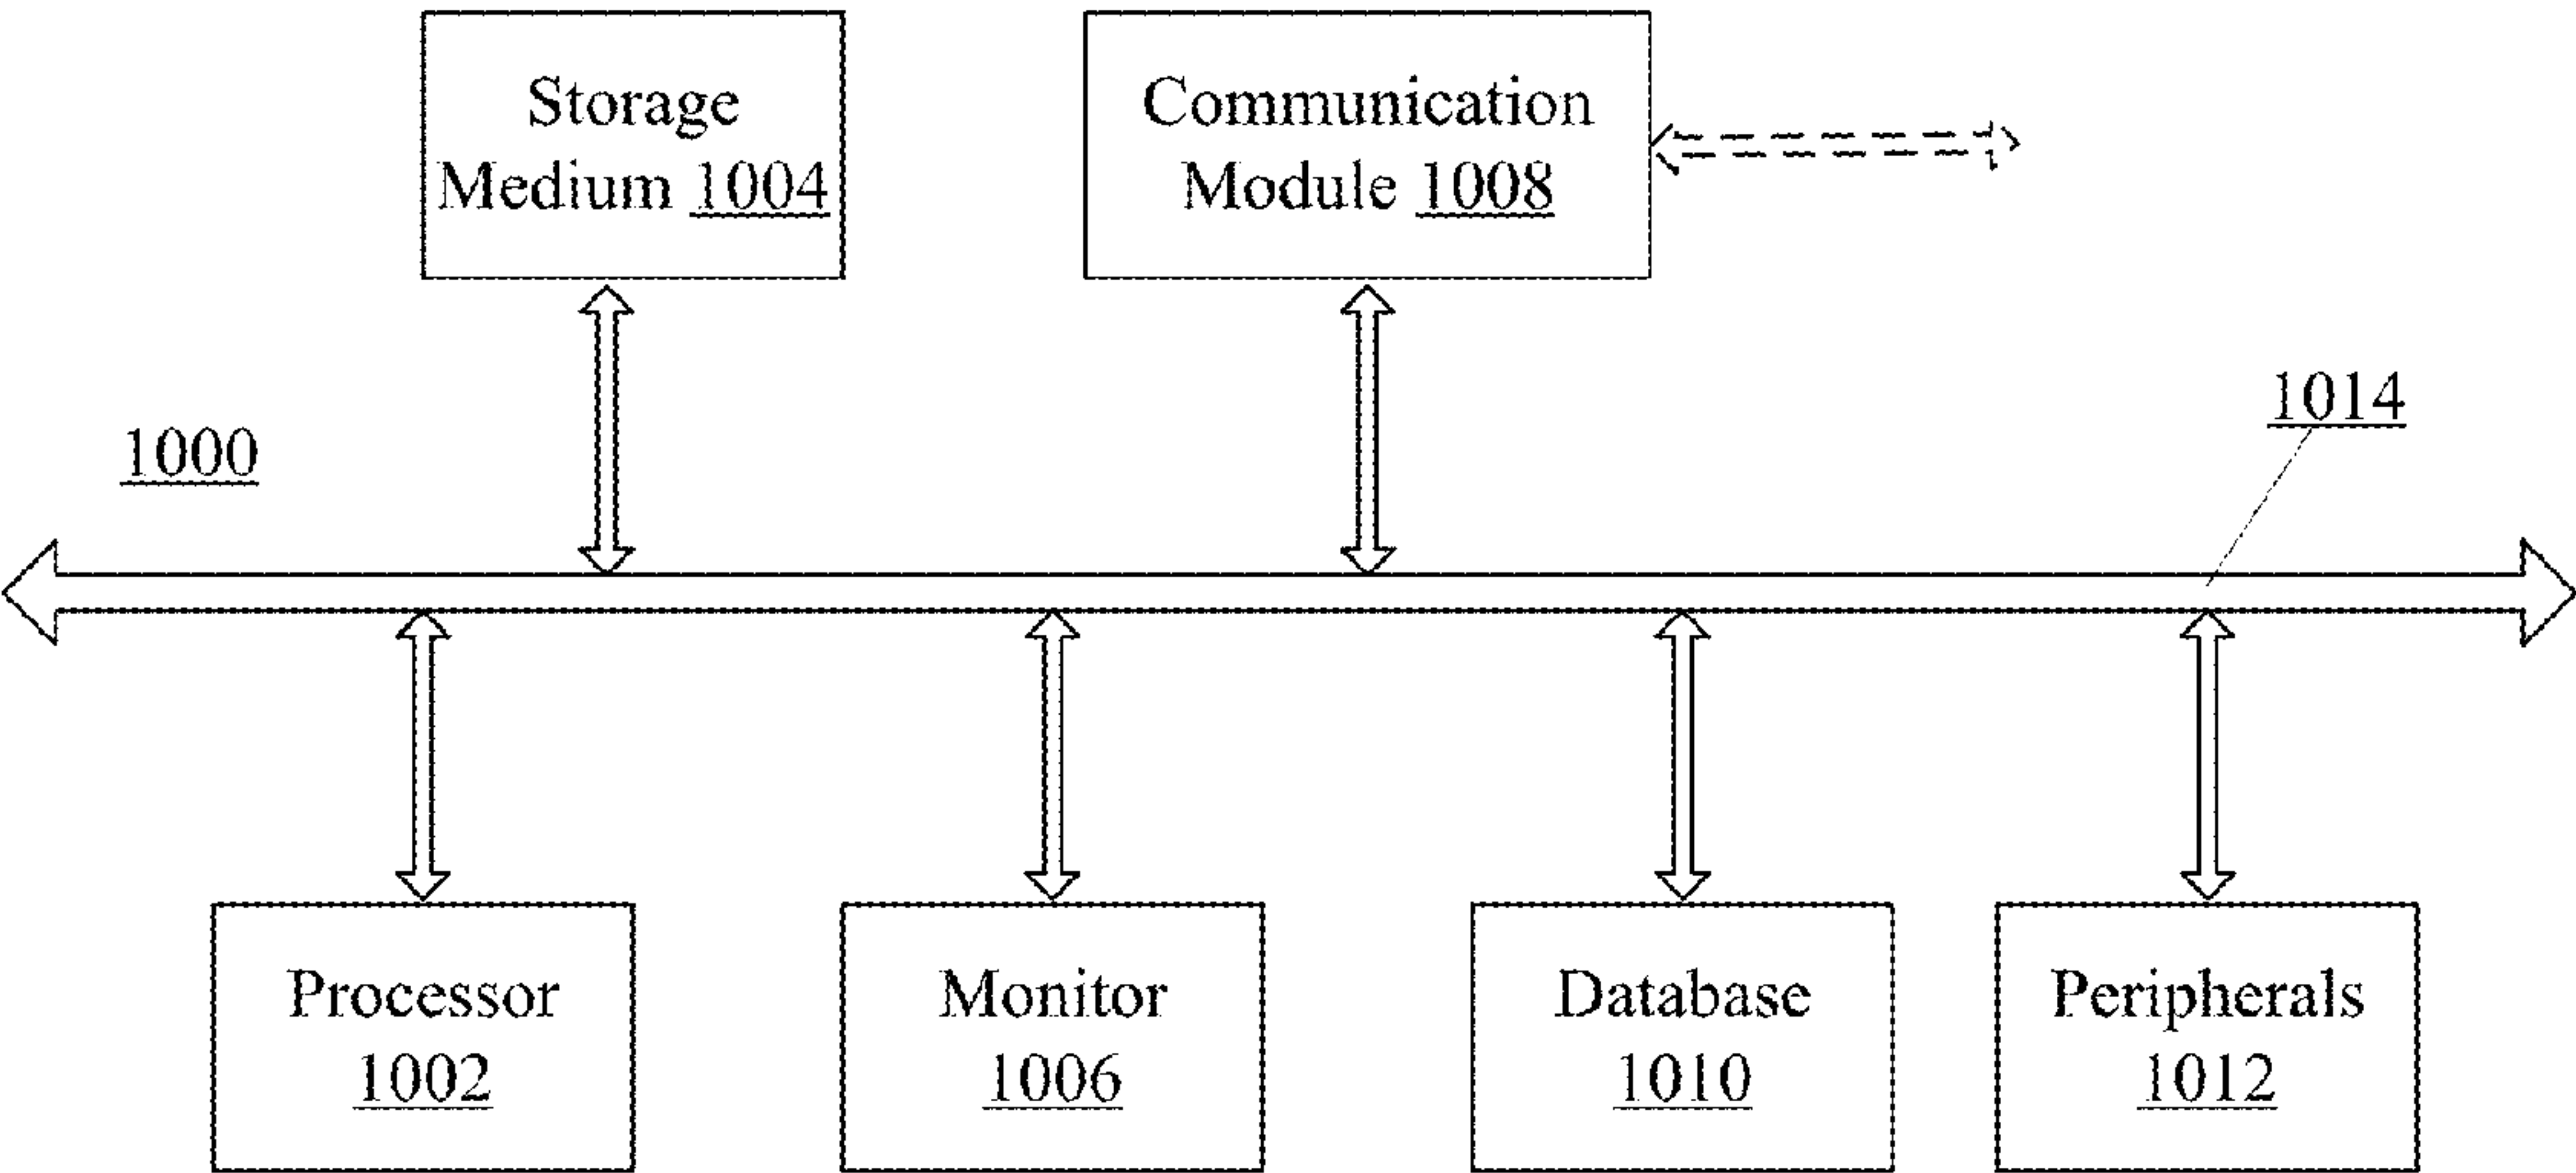 Storage
Medium 1004
Communication
Module 1008
1014
1000
Processor
1002
Monitor
1006
Database
1010
Peripherals
1012